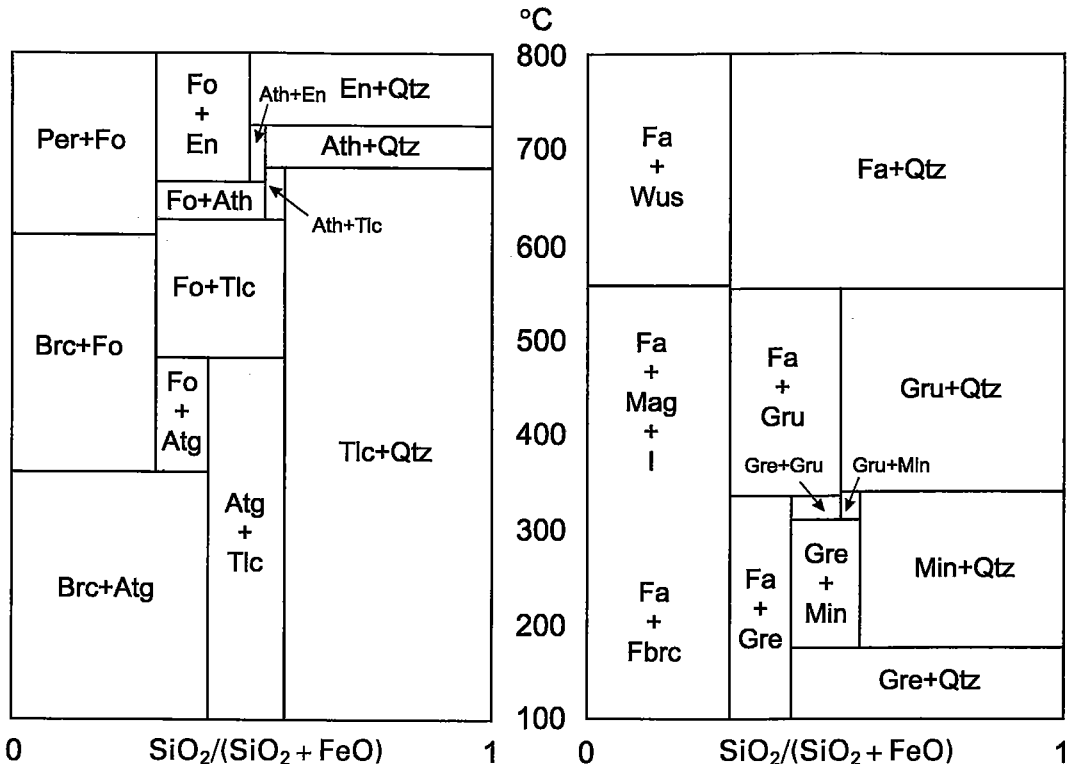 °C
Per+Fo
Fo
+
En
Ath+En
En+Qtz
Ath+Qtz
Fo+Ath
Ath+Tlc
Brc+Fo
Fo+Tlc
Fo
+
Atg
Tlc+Qtz
Atg
+
Tlc
Brc+Atg
0
SiO₂/(SiO₂ + FeO)
1
800
700
600
500
400
300
200
100
Fa
+
Wus
Fa+Qtz
Fa
+
Mag
+
I
Fa
+
Gru
Gru+Qtz
Gre+Gru
Gru+Min
Fa
+
Fbrc
Fa
+
Gre
Gre
+
Min
Min+Qtz
Gre+Qtz
0
SiO₂/(SiO₂ + FeO)
1